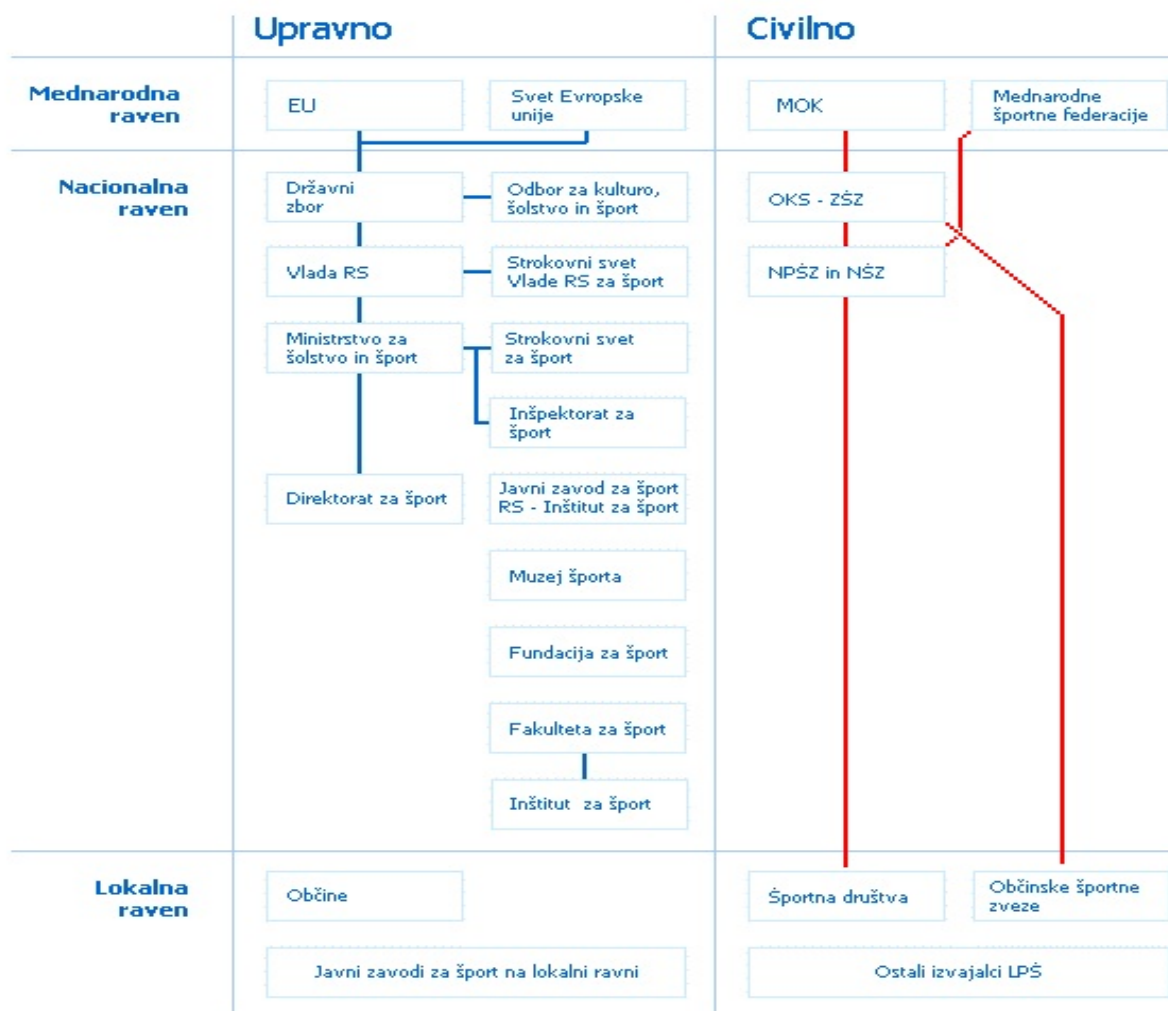 Upravno
Civilno
Mednarodna
raven
EU
Svet Evropske
unije
MOK
Mednarodne
športne federacije
Nacionalna
raven
Državni
zbor
Odbor za kulturo,
šolstvo in šport
OKS - ZŠZ
Vlada RS
Strokovni svet
Vlade RS za šport
NPŠZ in NŠZ
Ministrstvo za
šolstvo in šport
Strokovni svet
za šport
Inšpektorat za
šport
Direktorat za šport
Javni zavod za šport
RS - Inštitut za šport
Muzej športa
Fundacija za šport
Fakulteta za šport
Inštitut za šport
Lokalna
raven
Občine
Športna društva
Občinske športne
zveze
Javni zavodi za šport na lokalni ravni
Ostali izvajalci LPŠ